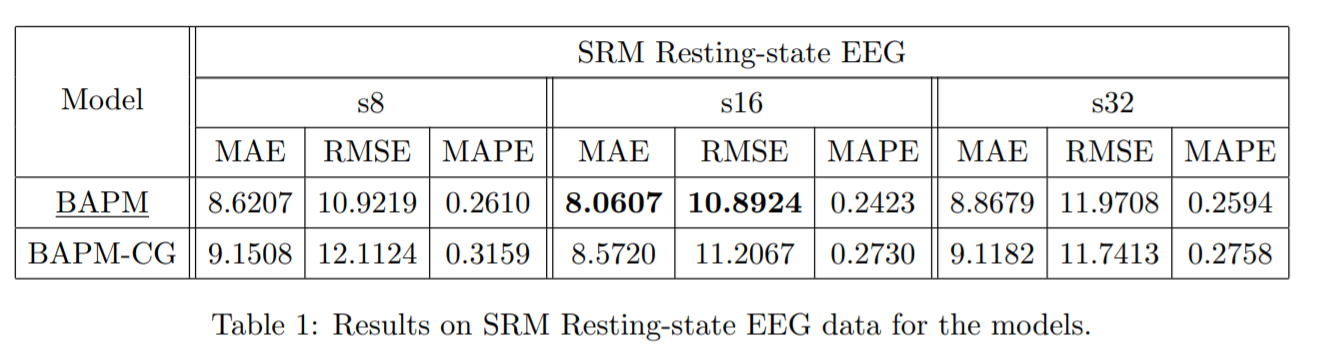 SRM Resting-state EEG
Model
s8 s16 s32
MAE RMSE MAPE MAE RMSE MAPE MAE RMSE MAPE
BAPM 8.6207 10.9219 0.2610 8.0607 10.8924 0.2423 8.8679 11.9708 0.2594
BAPM-CG 9.1508 12.1124 0.3159 8.5720 11.2067 0.2730 9.1182 11.7413 0.2758
Table 1: Results on SRM Resting-state EEG data for the models.